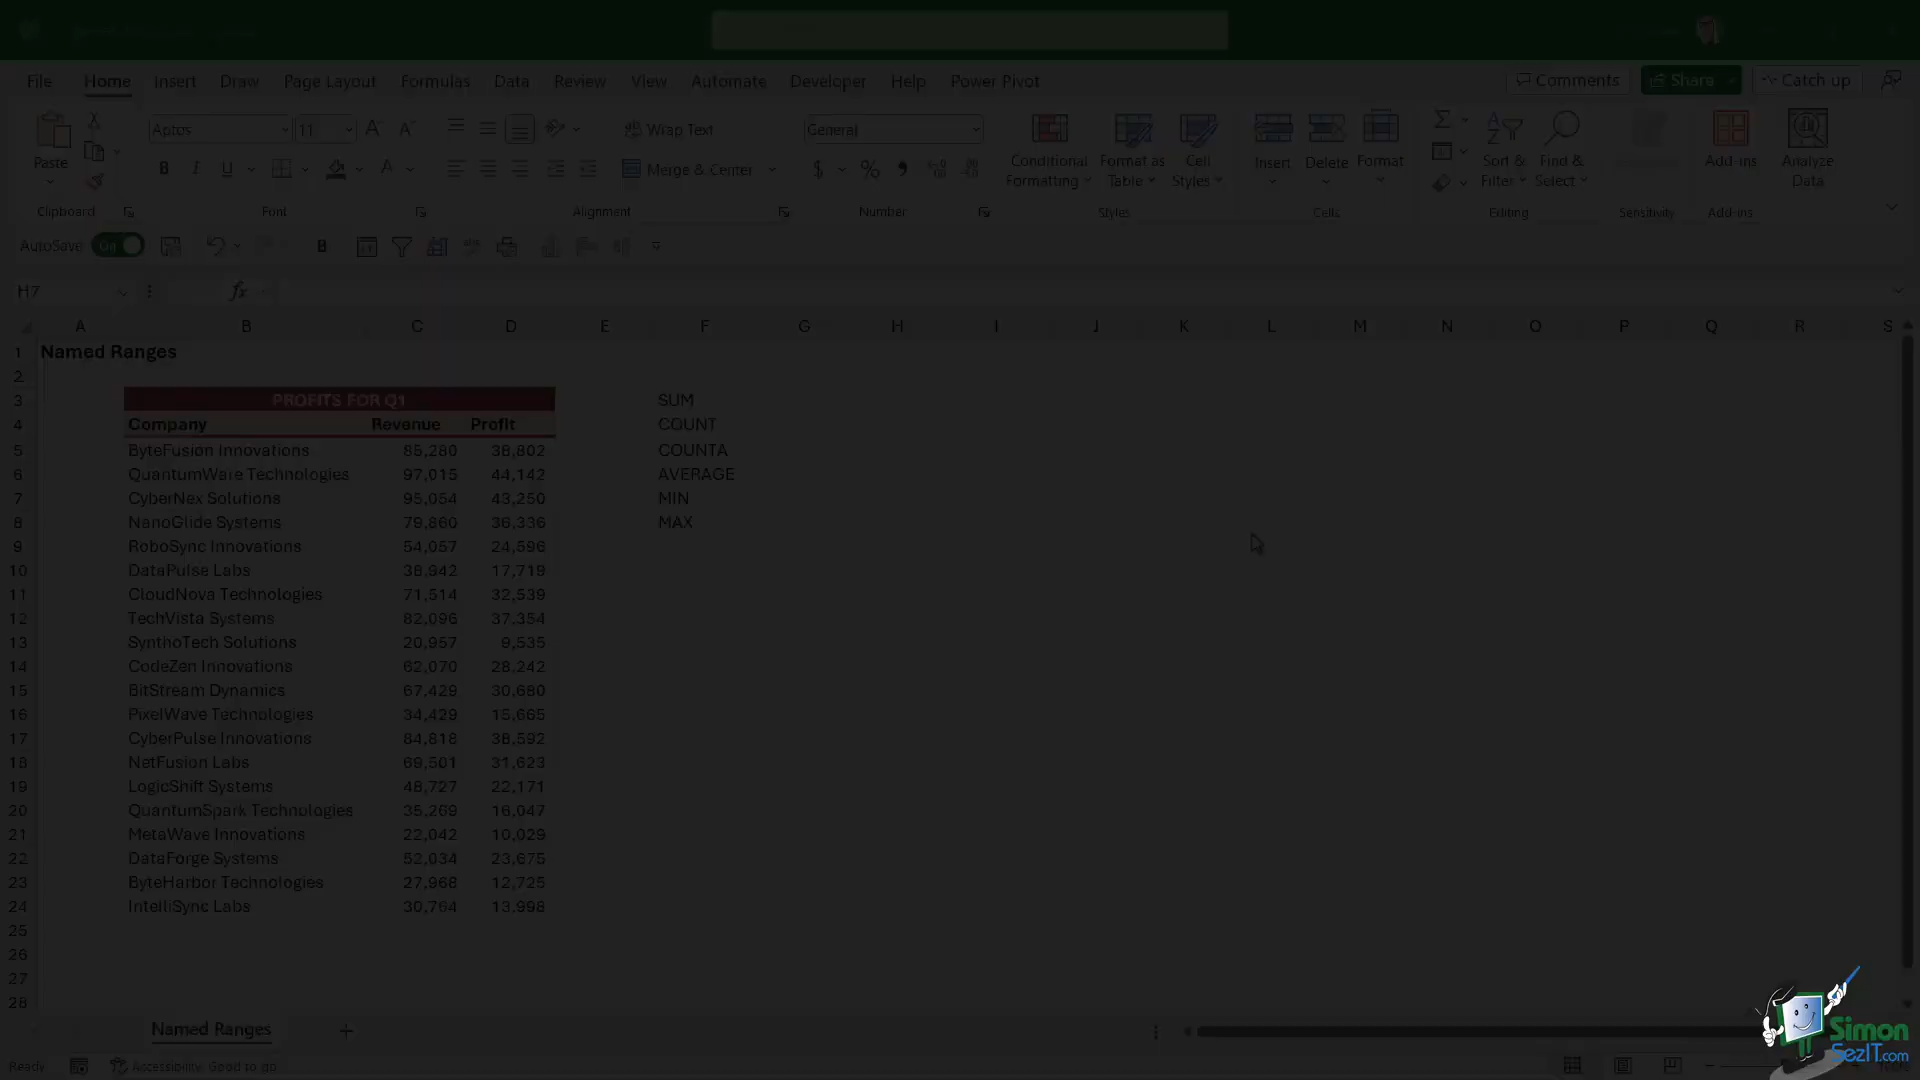 File Home Insert Draw Page Layout Formulas Data Review View Automate Developer Help Power Pivot Comments Share Catch up
Paste Aptos 11 Wrap Text General Conditional Formatting Format as Table Cell Styles Insert Delete Format Sort & Filter Find & Select Add-ins Analyze Data
B I U Merge & Center $ %
Clipboard Font Alignment Number Styles Cells Editing Sensitivity Add-ins
AutoSave On B
H7 fx
A B C D E F G H I J K L M N O P Q R S
1 Named Ranges
2
3 PROFITS FOR Q1 SUM
4 Company Revenue Profit COUNT
5 ByteFusion Innovations 85,280 38,802 COUNTA
6 QuantumWare Technologies 97,015 44,142 AVERAGE
7 CyberNex Solutions 95,054 43,250 MIN
8 NanoGlide Systems 79,860 36,336 MAX
9 RoboSync Innovations 54,057 24,596
10 DataPulse Labs 38,942 17,719
11 CloudNova Technologies 71,514 32,539
12 TechVista Systems 82,096 37,354
13 SynthoTech Solutions 20,957 9,535
14 CodeZen Innovations 62,070 28,242
15 BitStream Dynamics 67,429 30,680
16 PixelWave Technologies 34,429 15,665
17 CyberPulse Innovations 84,818 38,592
18 NetFusion Labs 69,501 31,623
19 LogicShift Systems 48,727 22,171
20 QuantumSpark Technologies 35,269 16,047
21 MetaWave Innovations 22,042 10,029
22 DataForge Systems 52,034 23,675
23 ByteHarbor Technologies 27,968 12,725
24 IntelliSync Labs 30,764 13,998
25
26
27
28
Named Ranges +
Ready Accessibility: Good to go
Simon
SezIT.com